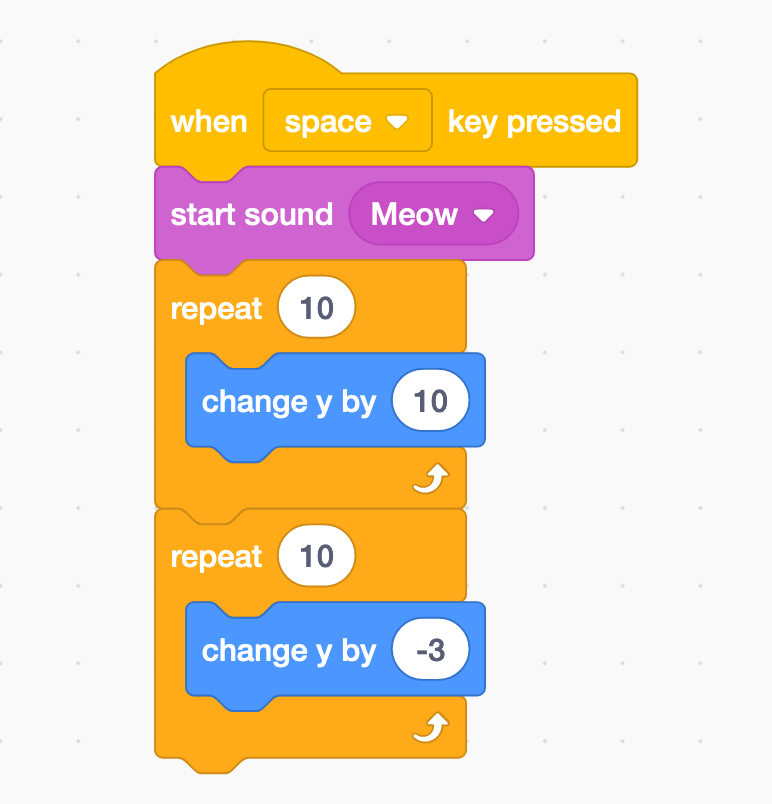 when space key pressed
start sound Meow
repeat 10
change y by 10
repeat 10
change y by -3